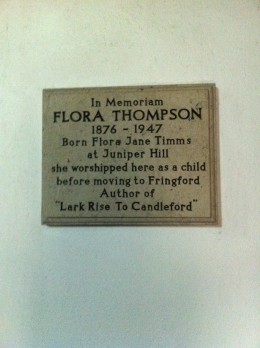 In Memoriam
FLORA THOMPSON
1876 - 1947
Born Flora Jane Timms
at Juniper Hill
she worshipped here as a child
before moving to Fringford
Author of
"Lark Rise To Candleford"